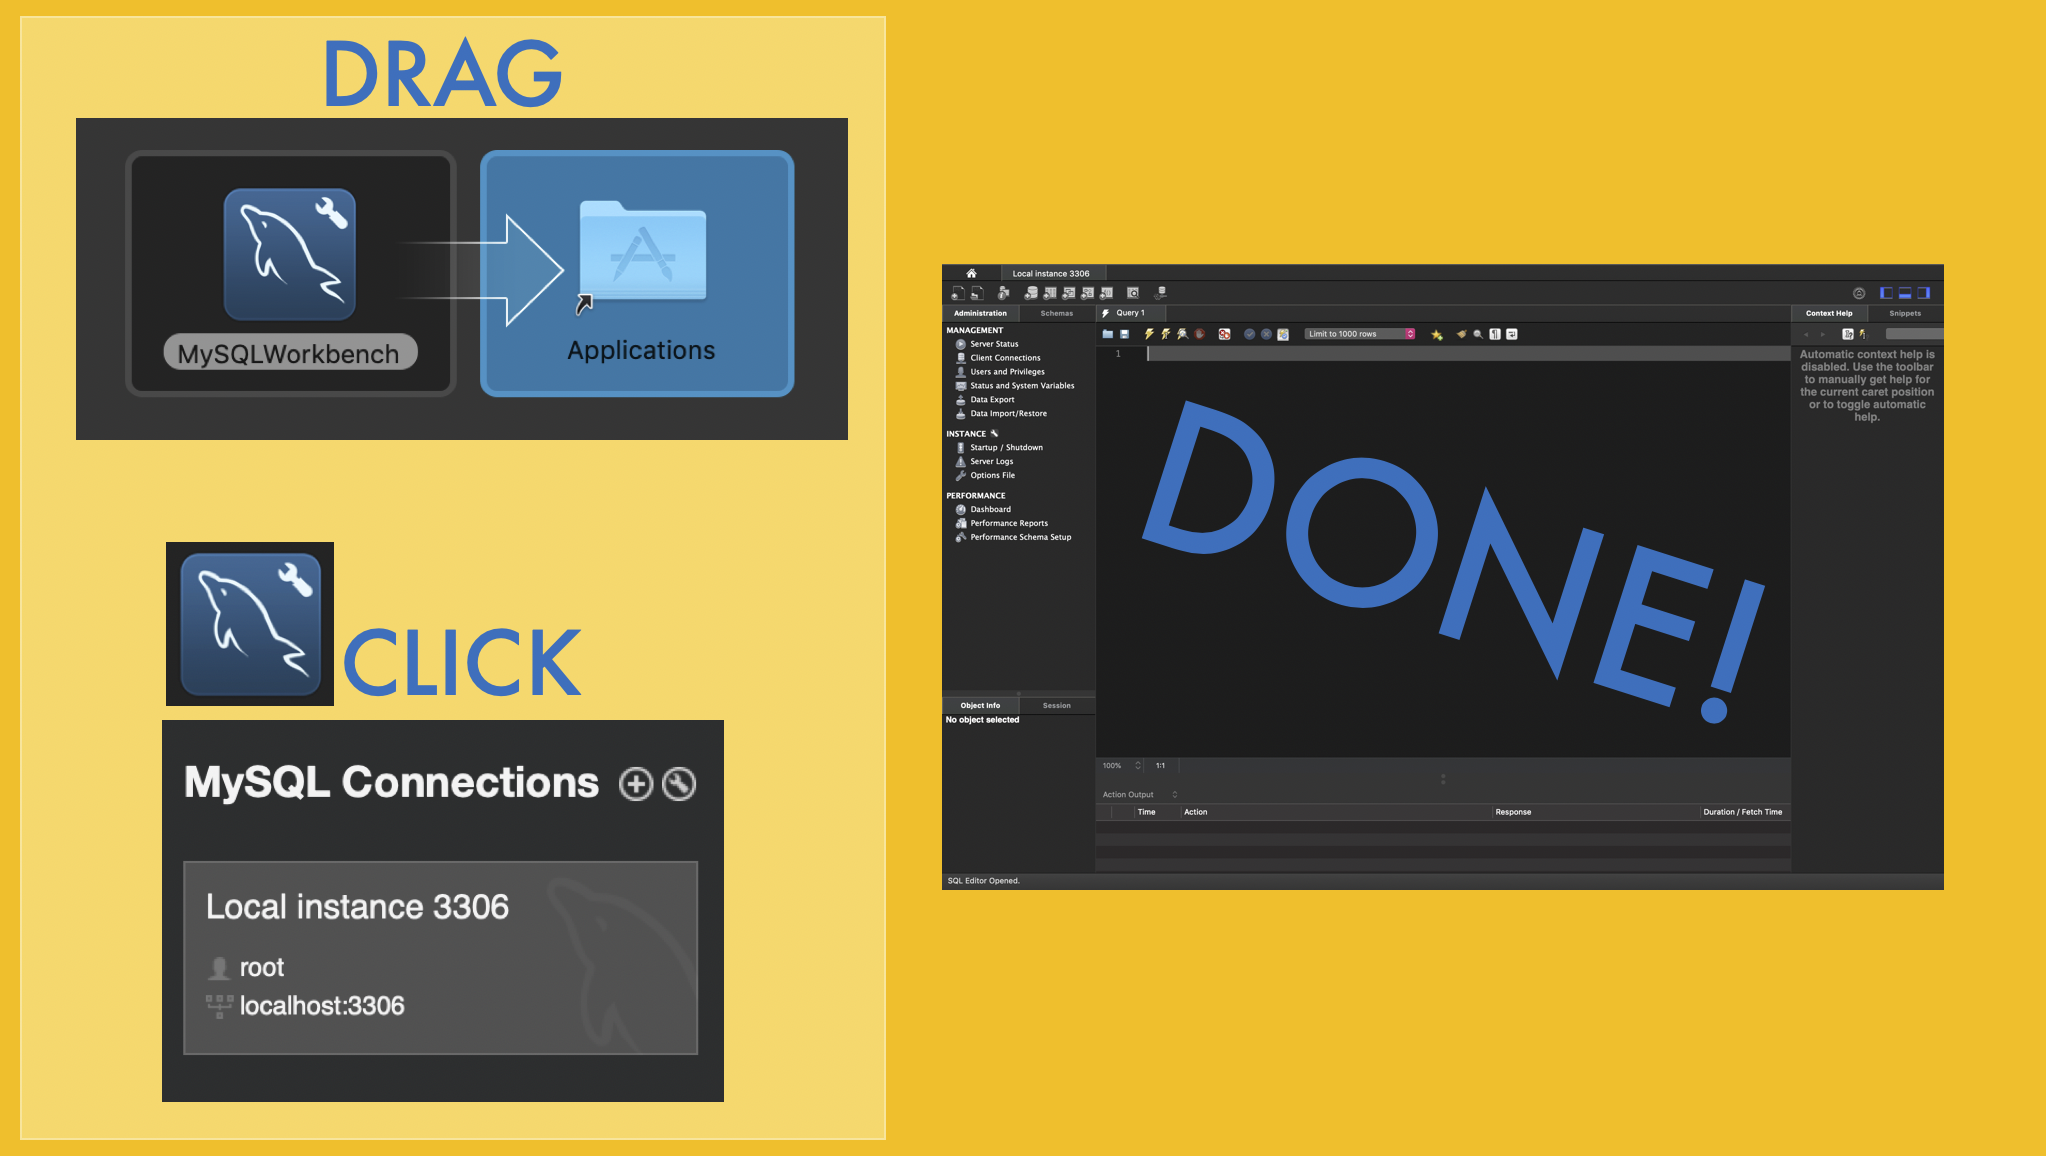 DRAG
MySQLWorkbench
Applications
CLICK
MySQL Connections
Local instance 3306
root
localhost:3306
Local instance 3306
Administration
Schemas
Query 1
Context Help
Snippets
MANAGEMENT
Server Status
Client Connections
Users and Privileges
Status and System Variables
Data Export
Data Import/Restore
INSTANCE
Startup / Shutdown
Server Logs
Options File
PERFORMANCE
Dashboard
Performance Reports
Performance Schema Setup
Limit to 1000 rows
1
Automatic context help is
disabled. Use the toolbar
to manually get help for
the current caret position
or to toggle automatic
help.
DONE!
Object Info
Session
No object selected
100%
1:1
Action Output
Time
Action
Response
Duration / Fetch Time
SQL Editor Opened.